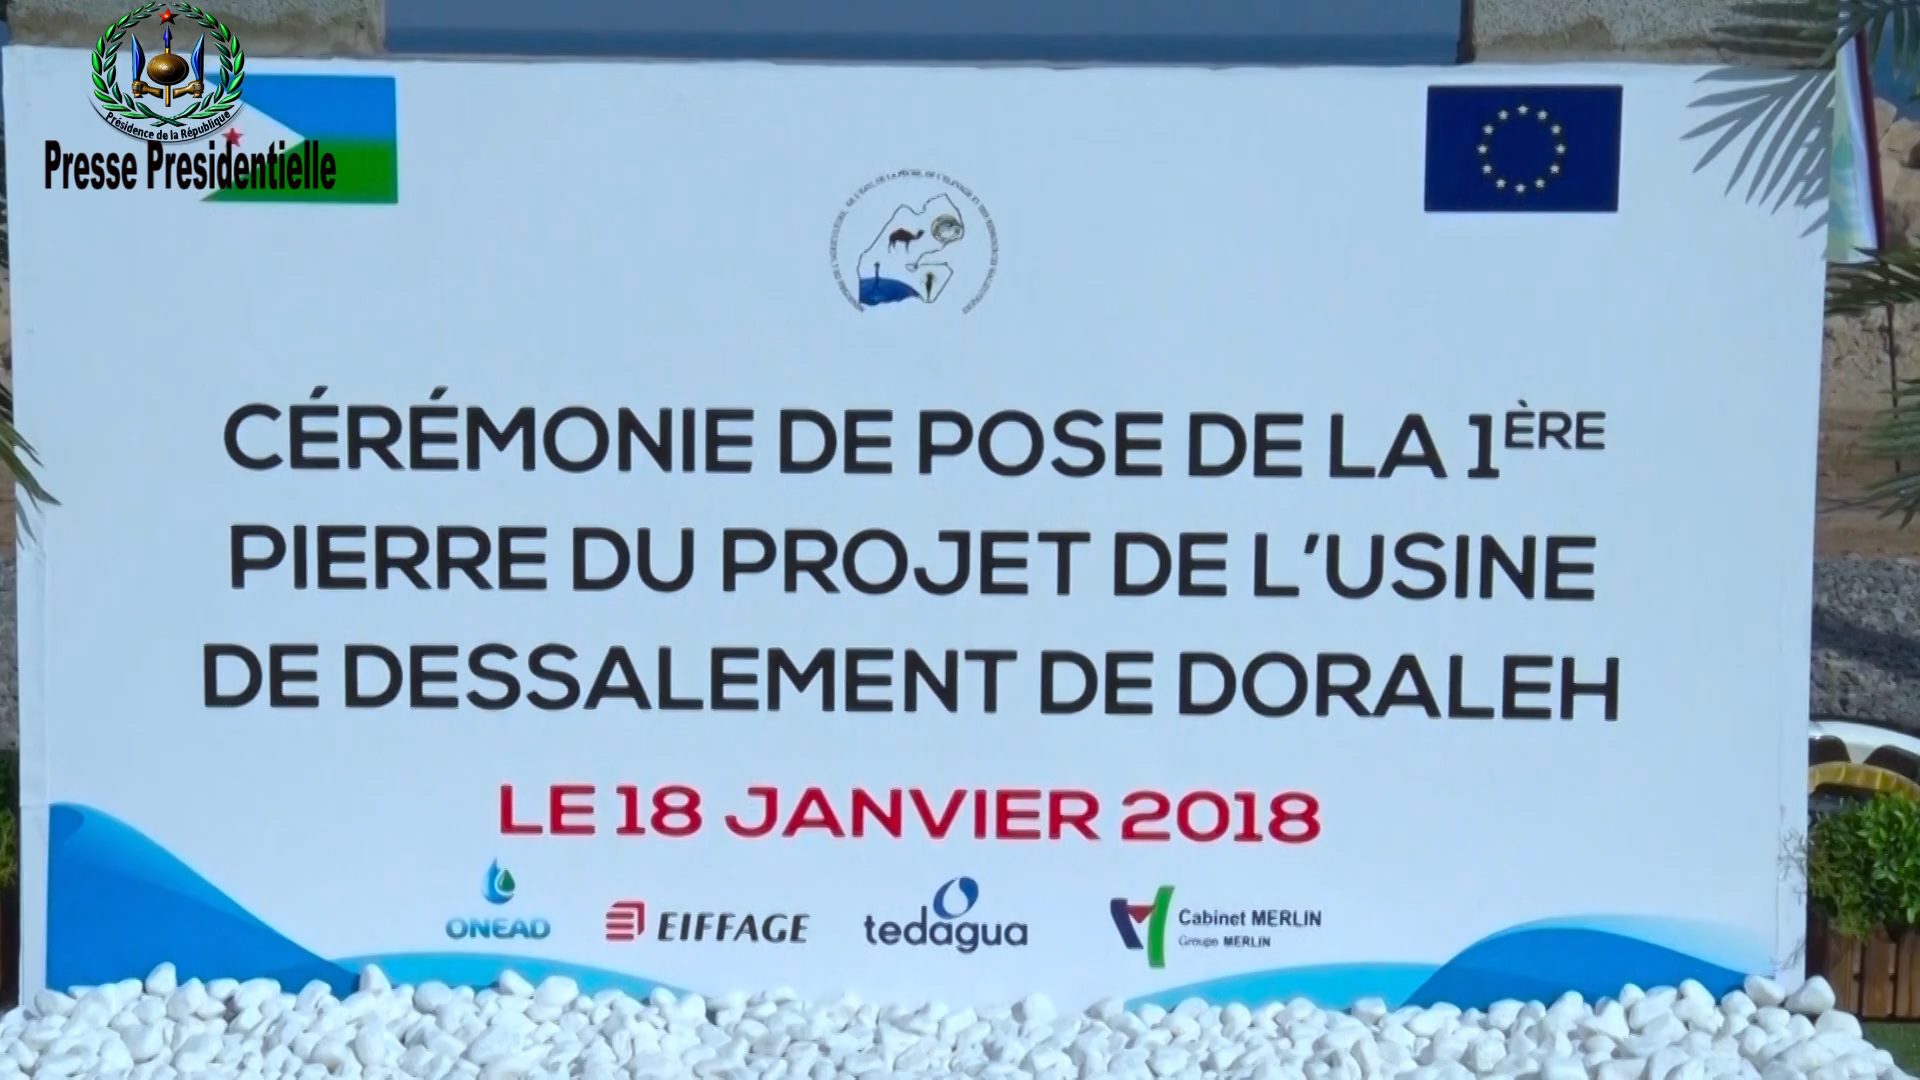 Présidence de la République
Presse Presidentielle
CÉRÉMONIE DE POSE DE LA 1ÈRE
PIERRE DU PROJET DE L'USINE
DE DESSALEMENT DE DORALEH
LE 18 JANVIER 2018
ONEAD
EIFFAGE
tedagua
Cabinet MERLIN
Groupe MERLIN